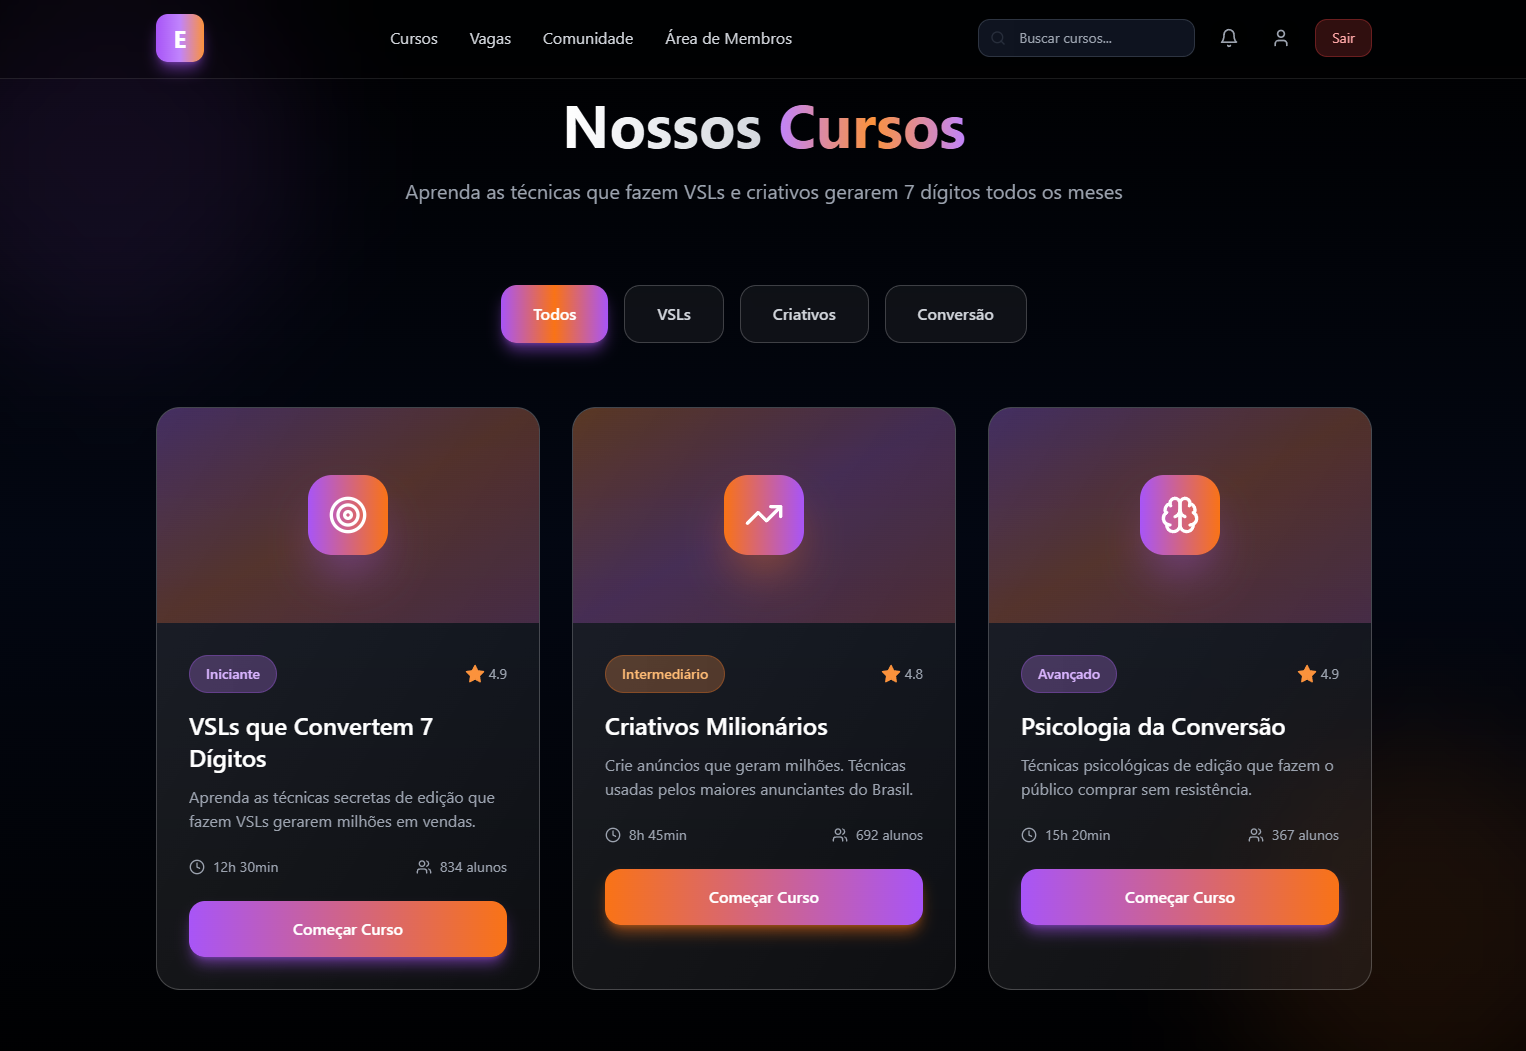 E
Cursos Vagas Comunidade Área de Membros
Buscar cursos...
Sair
Nossos Cursos
Aprenda as técnicas que fazem VSLs e criativos gerarem 7 dígitos todos os meses
Todos
VSLs
Criativos
Conversão
Iniciante
4.9
VSLs que Convertem 7
Dígitos
Aprenda as técnicas secretas de edição que
fazem VSLs gerarem milhões em vendas.
12h 30min
834 alunos
Começar Curso
Intermediário
4.8
Criativos Milionários
Crie anúncios que geram milhões. Técnicas
usadas pelos maiores anunciantes do Brasil.
8h 45min
692 alunos
Começar Curso
Avançado
4.9
Psicologia da Conversão
Técnicas psicológicas de edição que fazem o
público comprar sem resistência.
15h 20min
367 alunos
Começar Curso